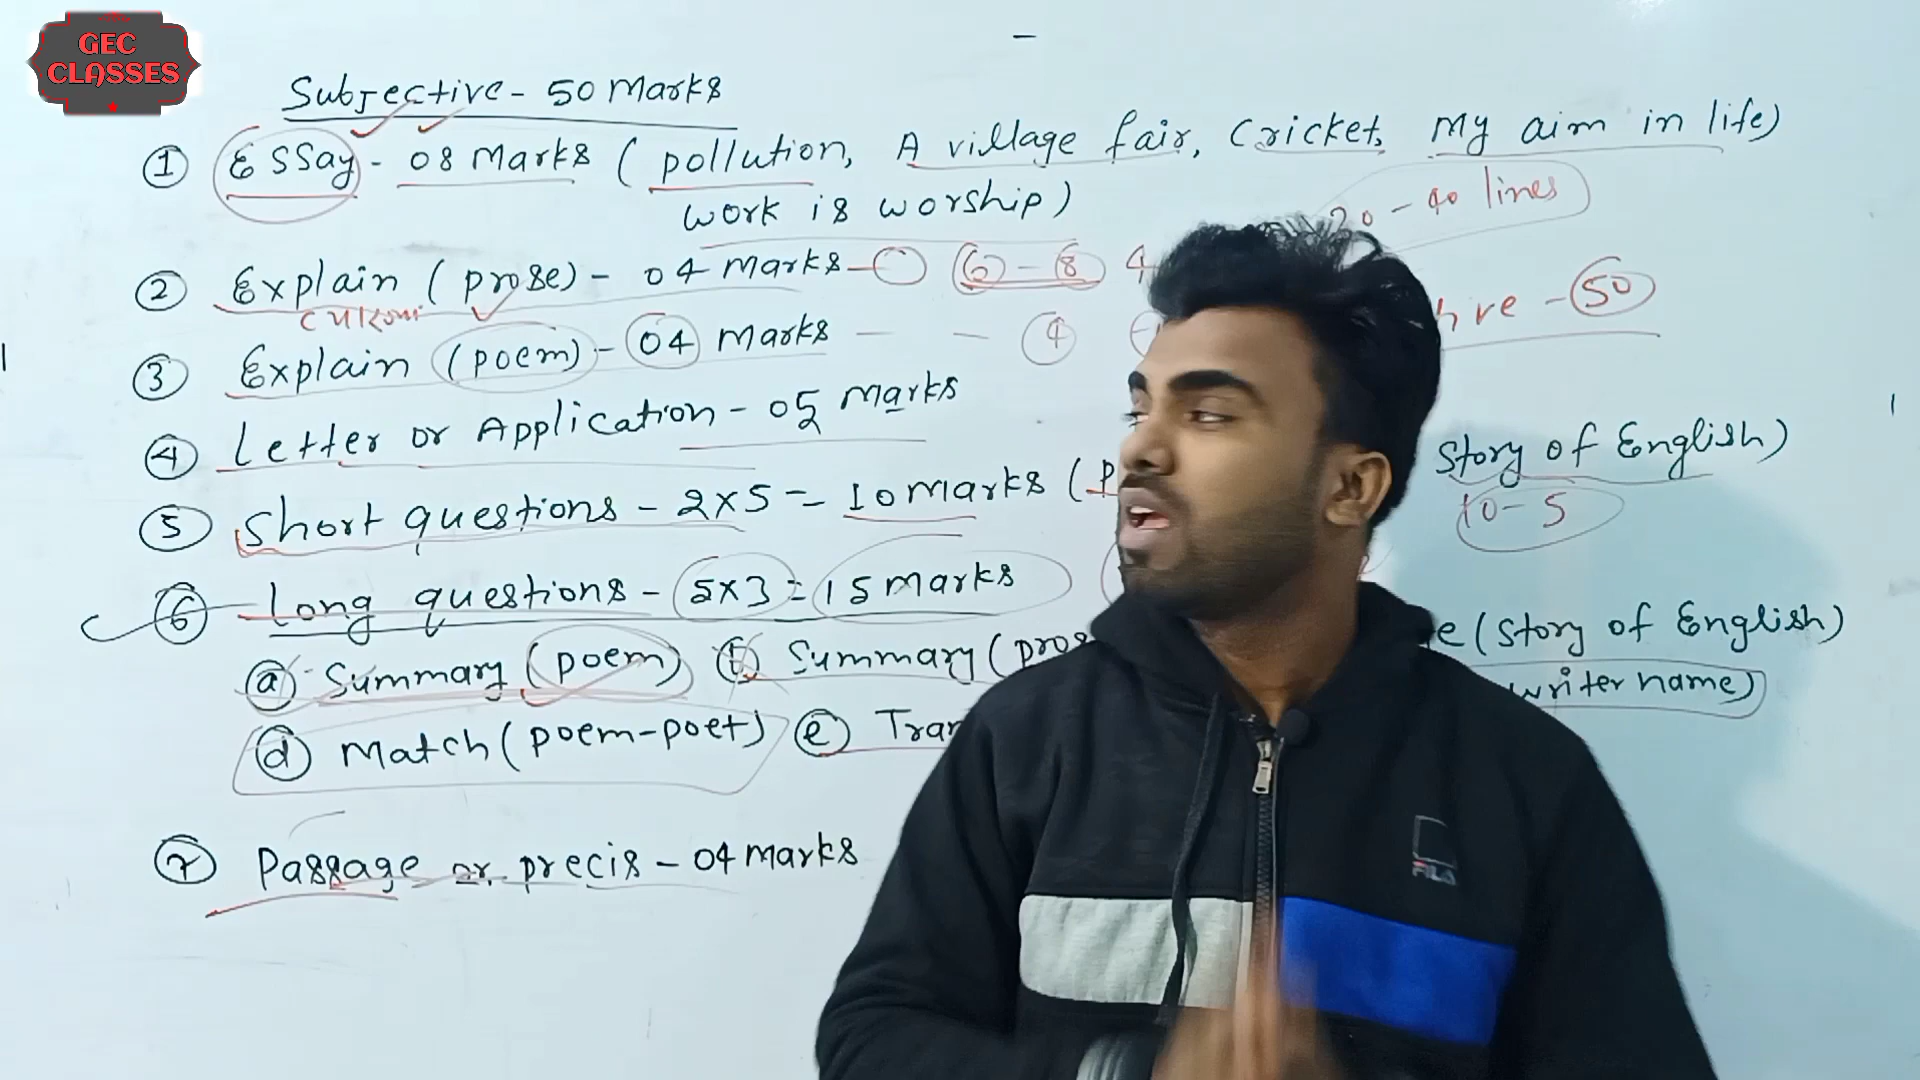 GEC
CLASSES
Subjective - 50 Marks
① Essay - 08 Marks ( pollution, A village fair, Cricket, My aim in life)
work is worship)
20 - 40 lines
② Explain ( prose) - 04 Marks - 6 - 8 4
③ Explain (poem) - 04 Marks - - 4
50
④ Letter or Application - 05 Marks
Story of English)
⑤ Short questions - 2x5 = 10 Marks ( P
10 - 5
⑥ Long questions - 5x3 = 15 Marks
ⓐ Summary (poem) ⓑ Summary (pros e (Story of English)
writer name)
ⓓ Match (poem-poet) ⓔ Tran
⑦ Passage or precis - 04 Marks
FILA